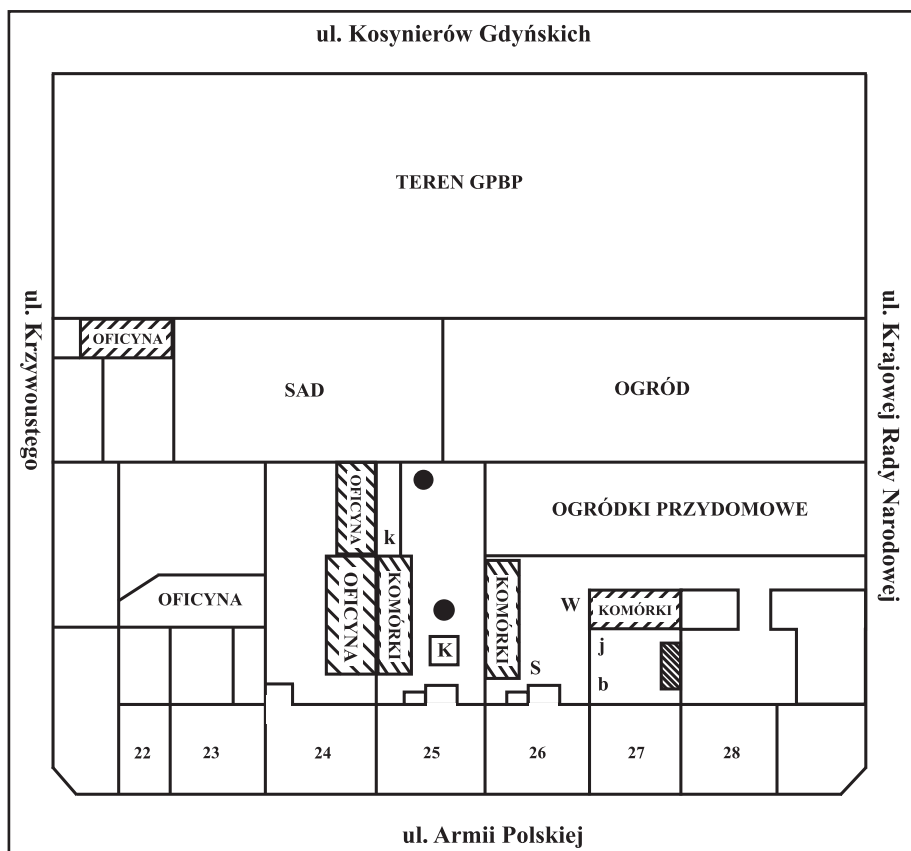 ul. Kosynierów Gdyńskich
TEREN GPBP
ul. Krzywoustego
ul. Krajowej Rady Narodowej
OFICYNA
SAD
OGRÓD
OFICYNA
k
OGRÓDKI PRZYDOMOWE
OFICYNA
OFICYNA
KOMÓRKI
K
KOMÓRKI
S
W
KOMÓRKI
j
b
22
23
24
25
26
27
28
ul. Armii Polskiej